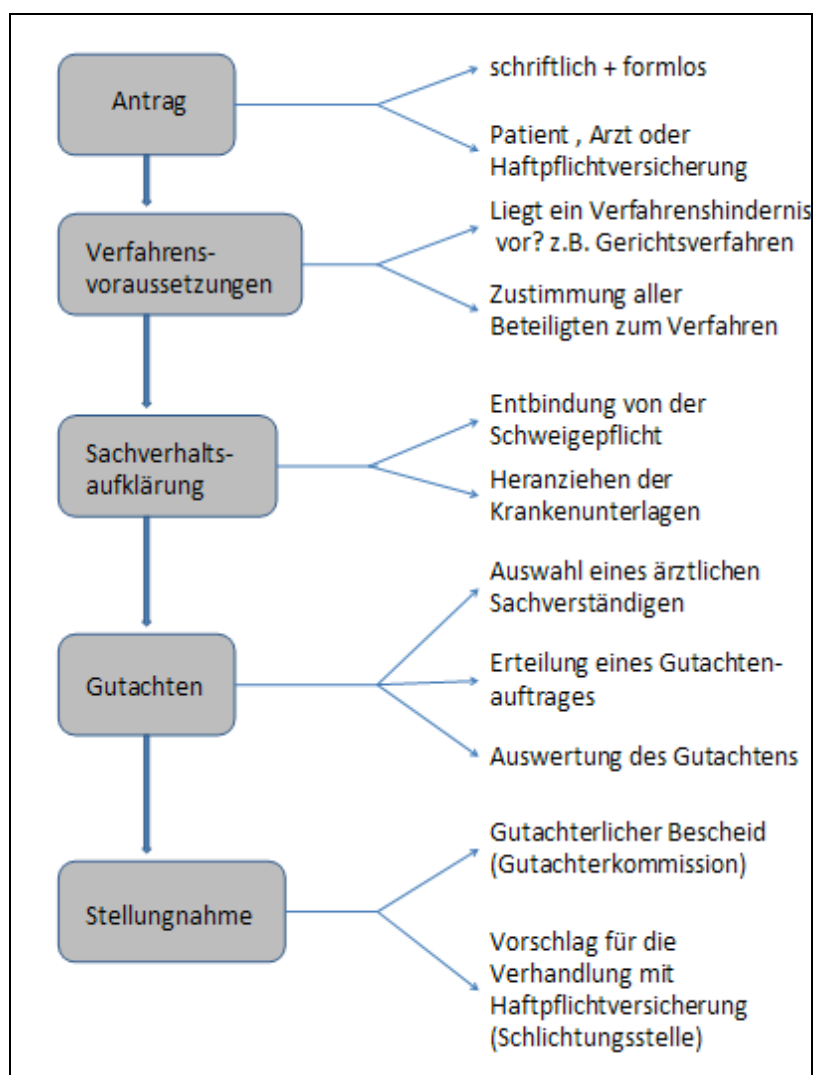 Antrag
schriftlich + formlos
Patient , Arzt oder
Haftpflichtversicherung
Verfahrens-
voraussetzungen
Liegt ein Verfahrenshindernis
vor? z.B. Gerichtsverfahren
Zustimmung aller
Beteiligten zum Verfahren
Sachverhalts-
aufklärung
Entbindung von der
Schweigepflicht
Heranziehen der
Krankenunterlagen
Gutachten
Auswahl eines ärztlichen
Sachverständigen
Erteilung eines Gutachten-
auftrages
Auswertung des Gutachtens
Stellungnahme
Gutachterlicher Bescheid
(Gutachterkommission)
Vorschlag für die
Verhandlung mit
Haftpflichtversicherung
(Schlichtungsstelle)